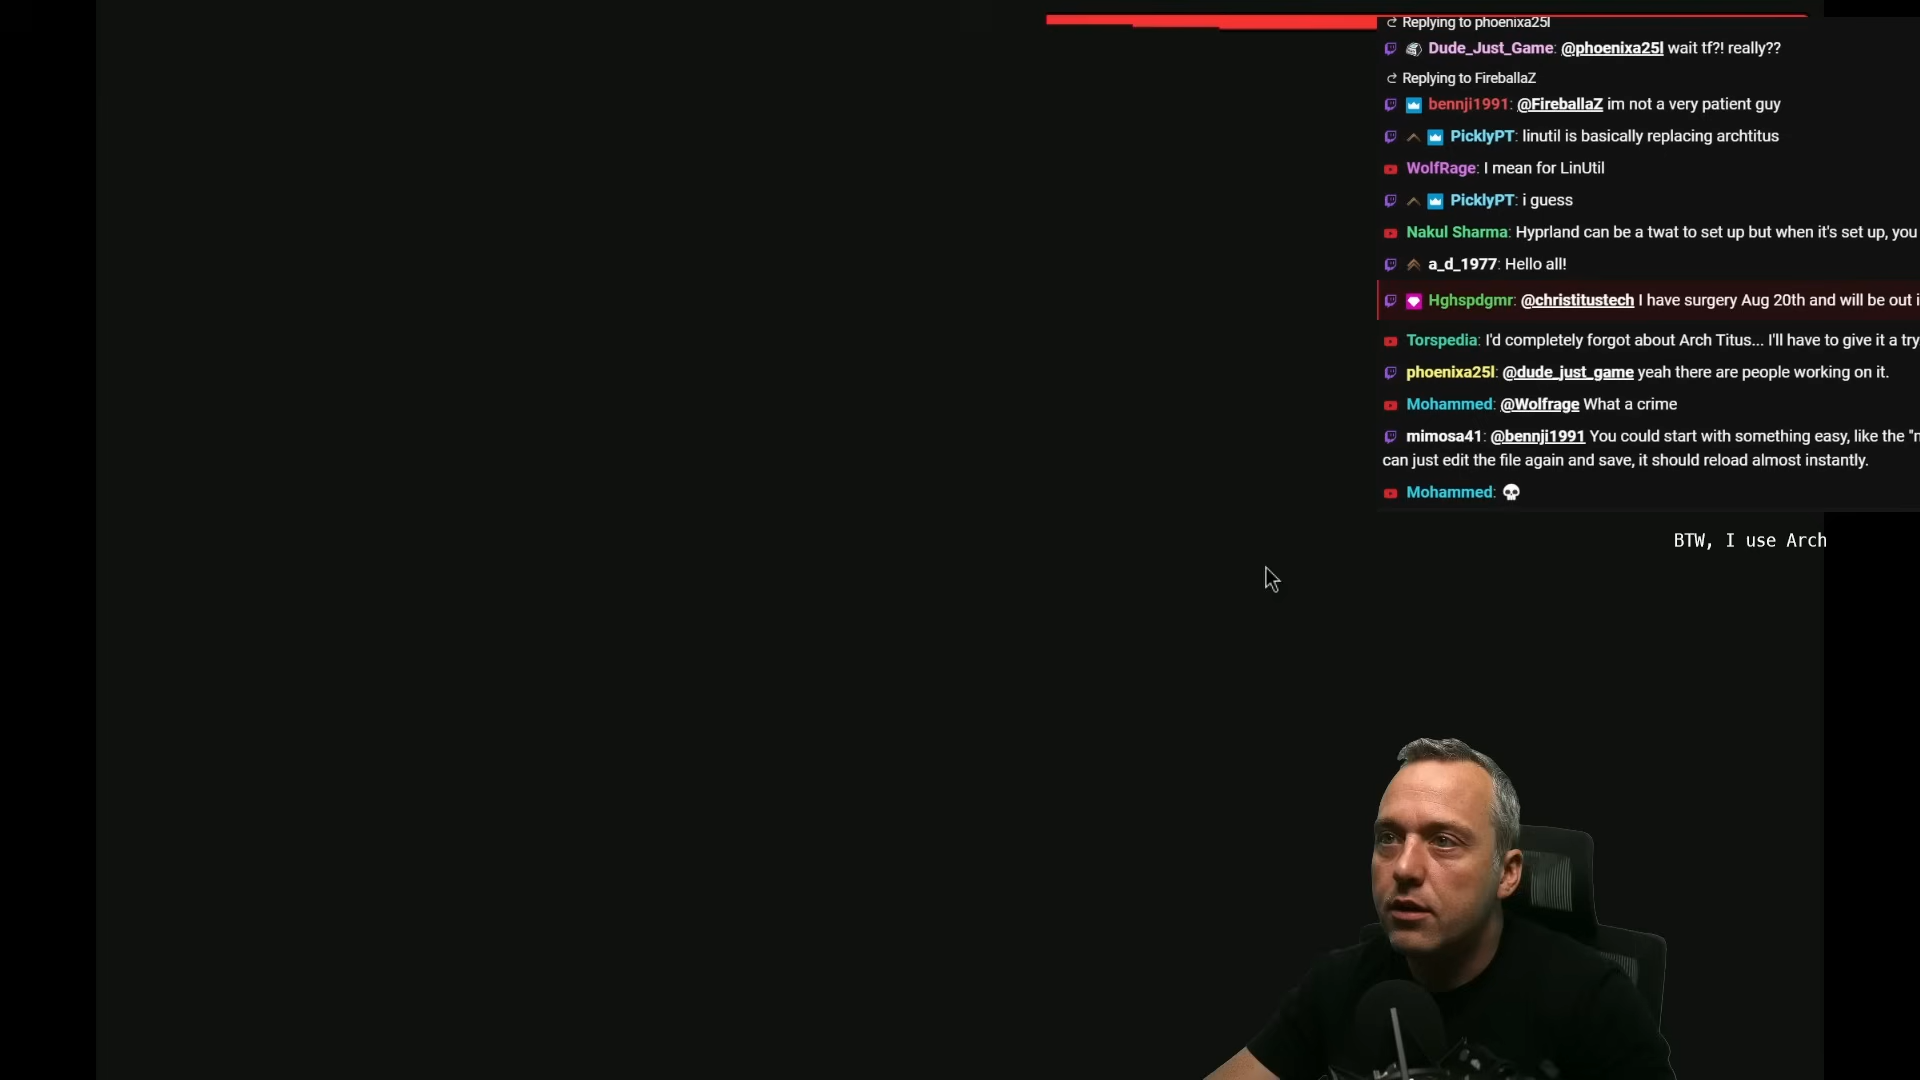 Replying to phoenixa25l
Dude_Just_Game: @phoenixa25l wait tf?! really??
Replying to FireballaZ
bennji1991: @FireballaZ im not a very patient guy
PicklyPT: linutil is basically replacing archtitus
WolfRage: I mean for LinUtil
PicklyPT: i guess
Nakul Sharma: Hyprland can be a twat to set up but when it's set up, you
a_d_1977: Hello all!
Hghspdgmr: @christitustech I have surgery Aug 20th and will be out i
Torspedia: I'd completely forgot about Arch Titus... I'll have to give it a try
phoenixa25l: @dude_just_game yeah there are people working on it.
Mohammed: @Wolfrage What a crime
mimosa41: @bennji1991 You could start with something easy, like the "n
can just edit the file again and save, it should reload almost instantly.
Mohammed: 💀
BTW, I use Arch